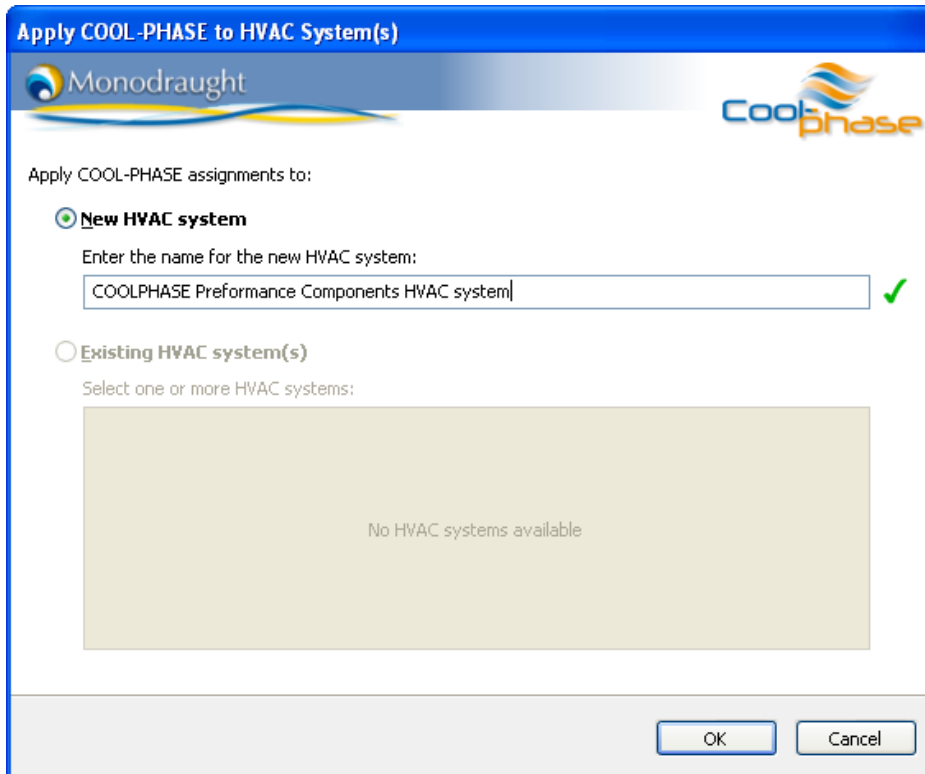 Apply COOL-PHASE to HVAC System(s)
Monodraught
Cool-phase
Apply COOL-PHASE assignments to:
New HVAC system
Enter the name for the new HVAC system:
COOLPHASE Preformance Components HVAC system
Existing HVAC system(s)
Select one or more HVAC systems:
No HVAC systems available
OK
Cancel